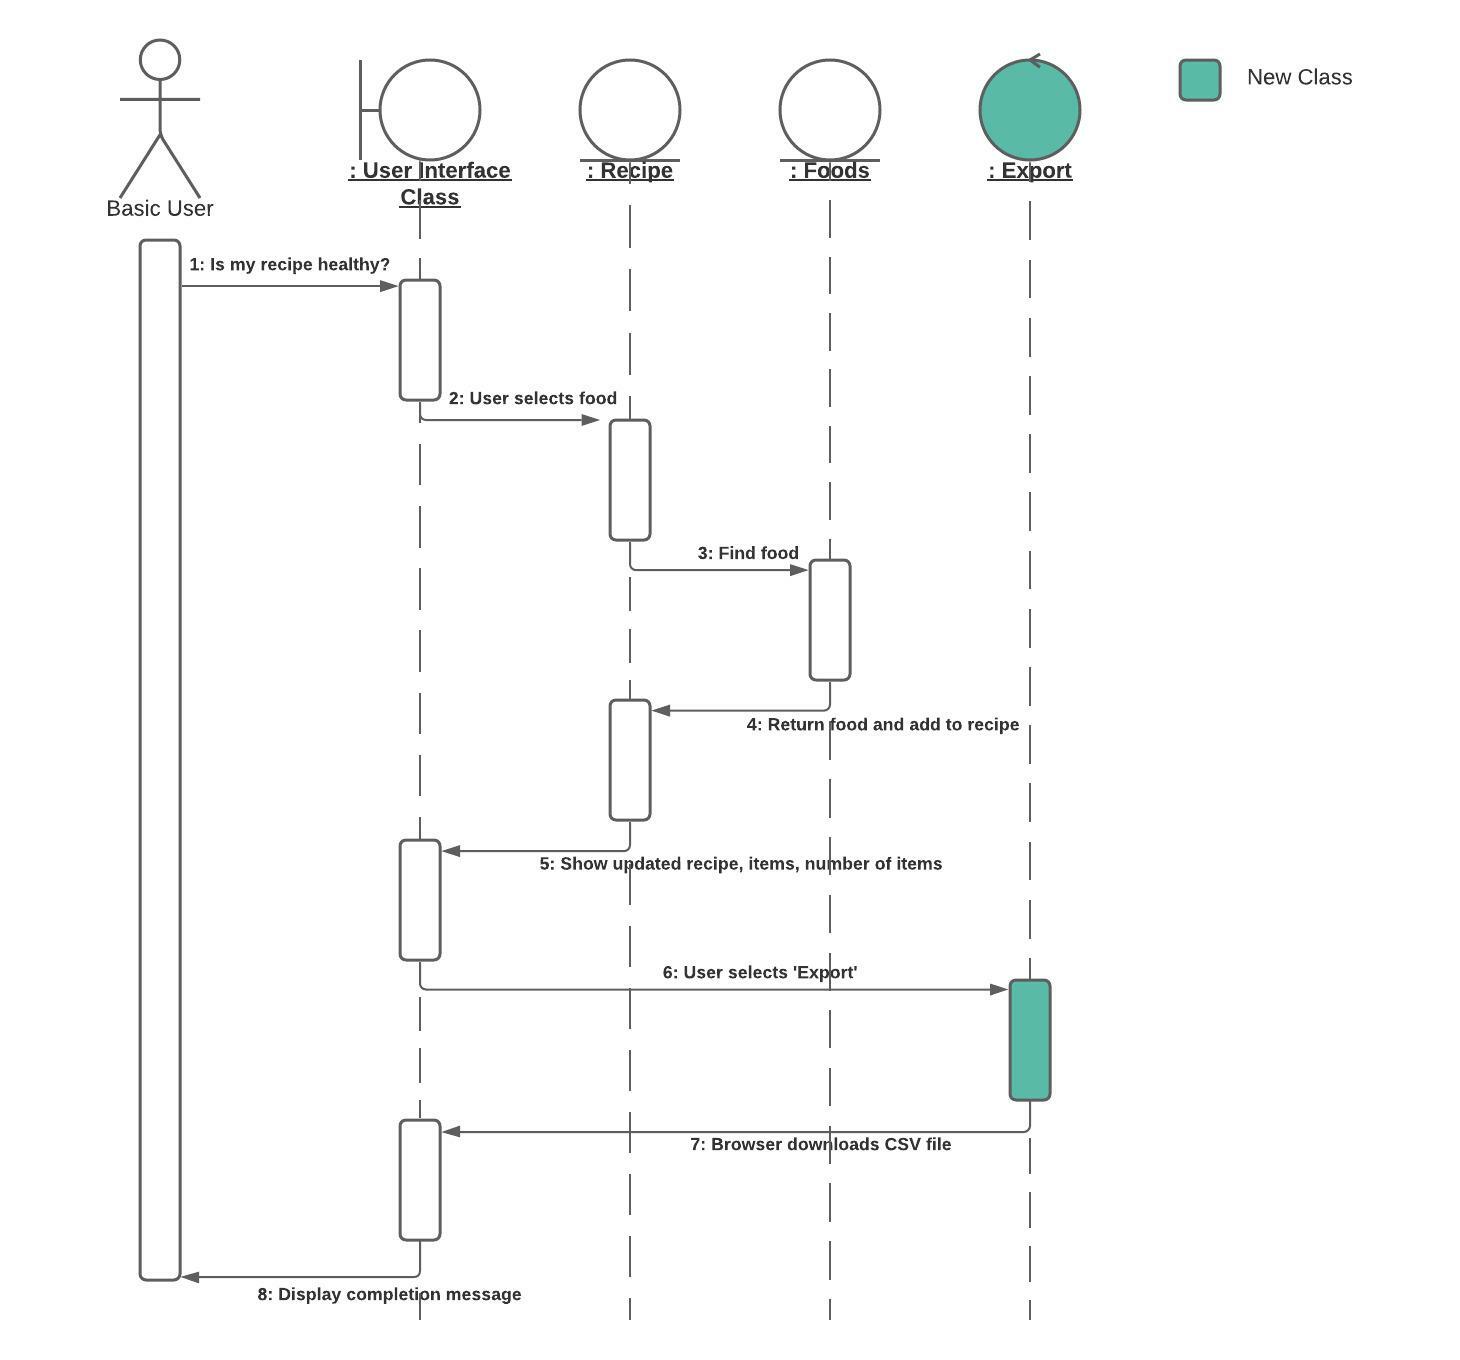 Basic User
: User Interface
Class
: Recipe
: Foods
: Export
New Class
1: Is my recipe healthy?
2: User selects food
3: Find food
4: Return food and add to recipe
5: Show updated recipe, items, number of items
6: User selects 'Export'
7: Browser downloads CSV file
8: Display completion message